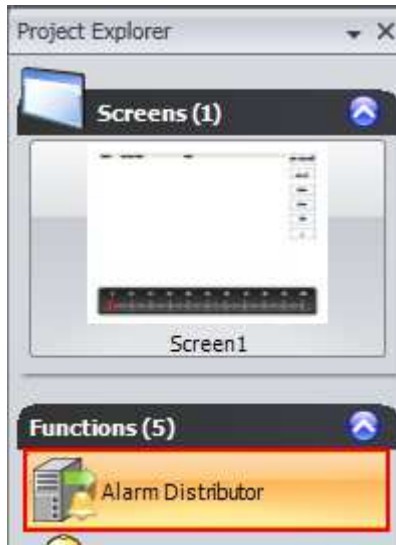 Project Explorer
Screens (1)
Screen1
Functions (5)
Alarm Distributor